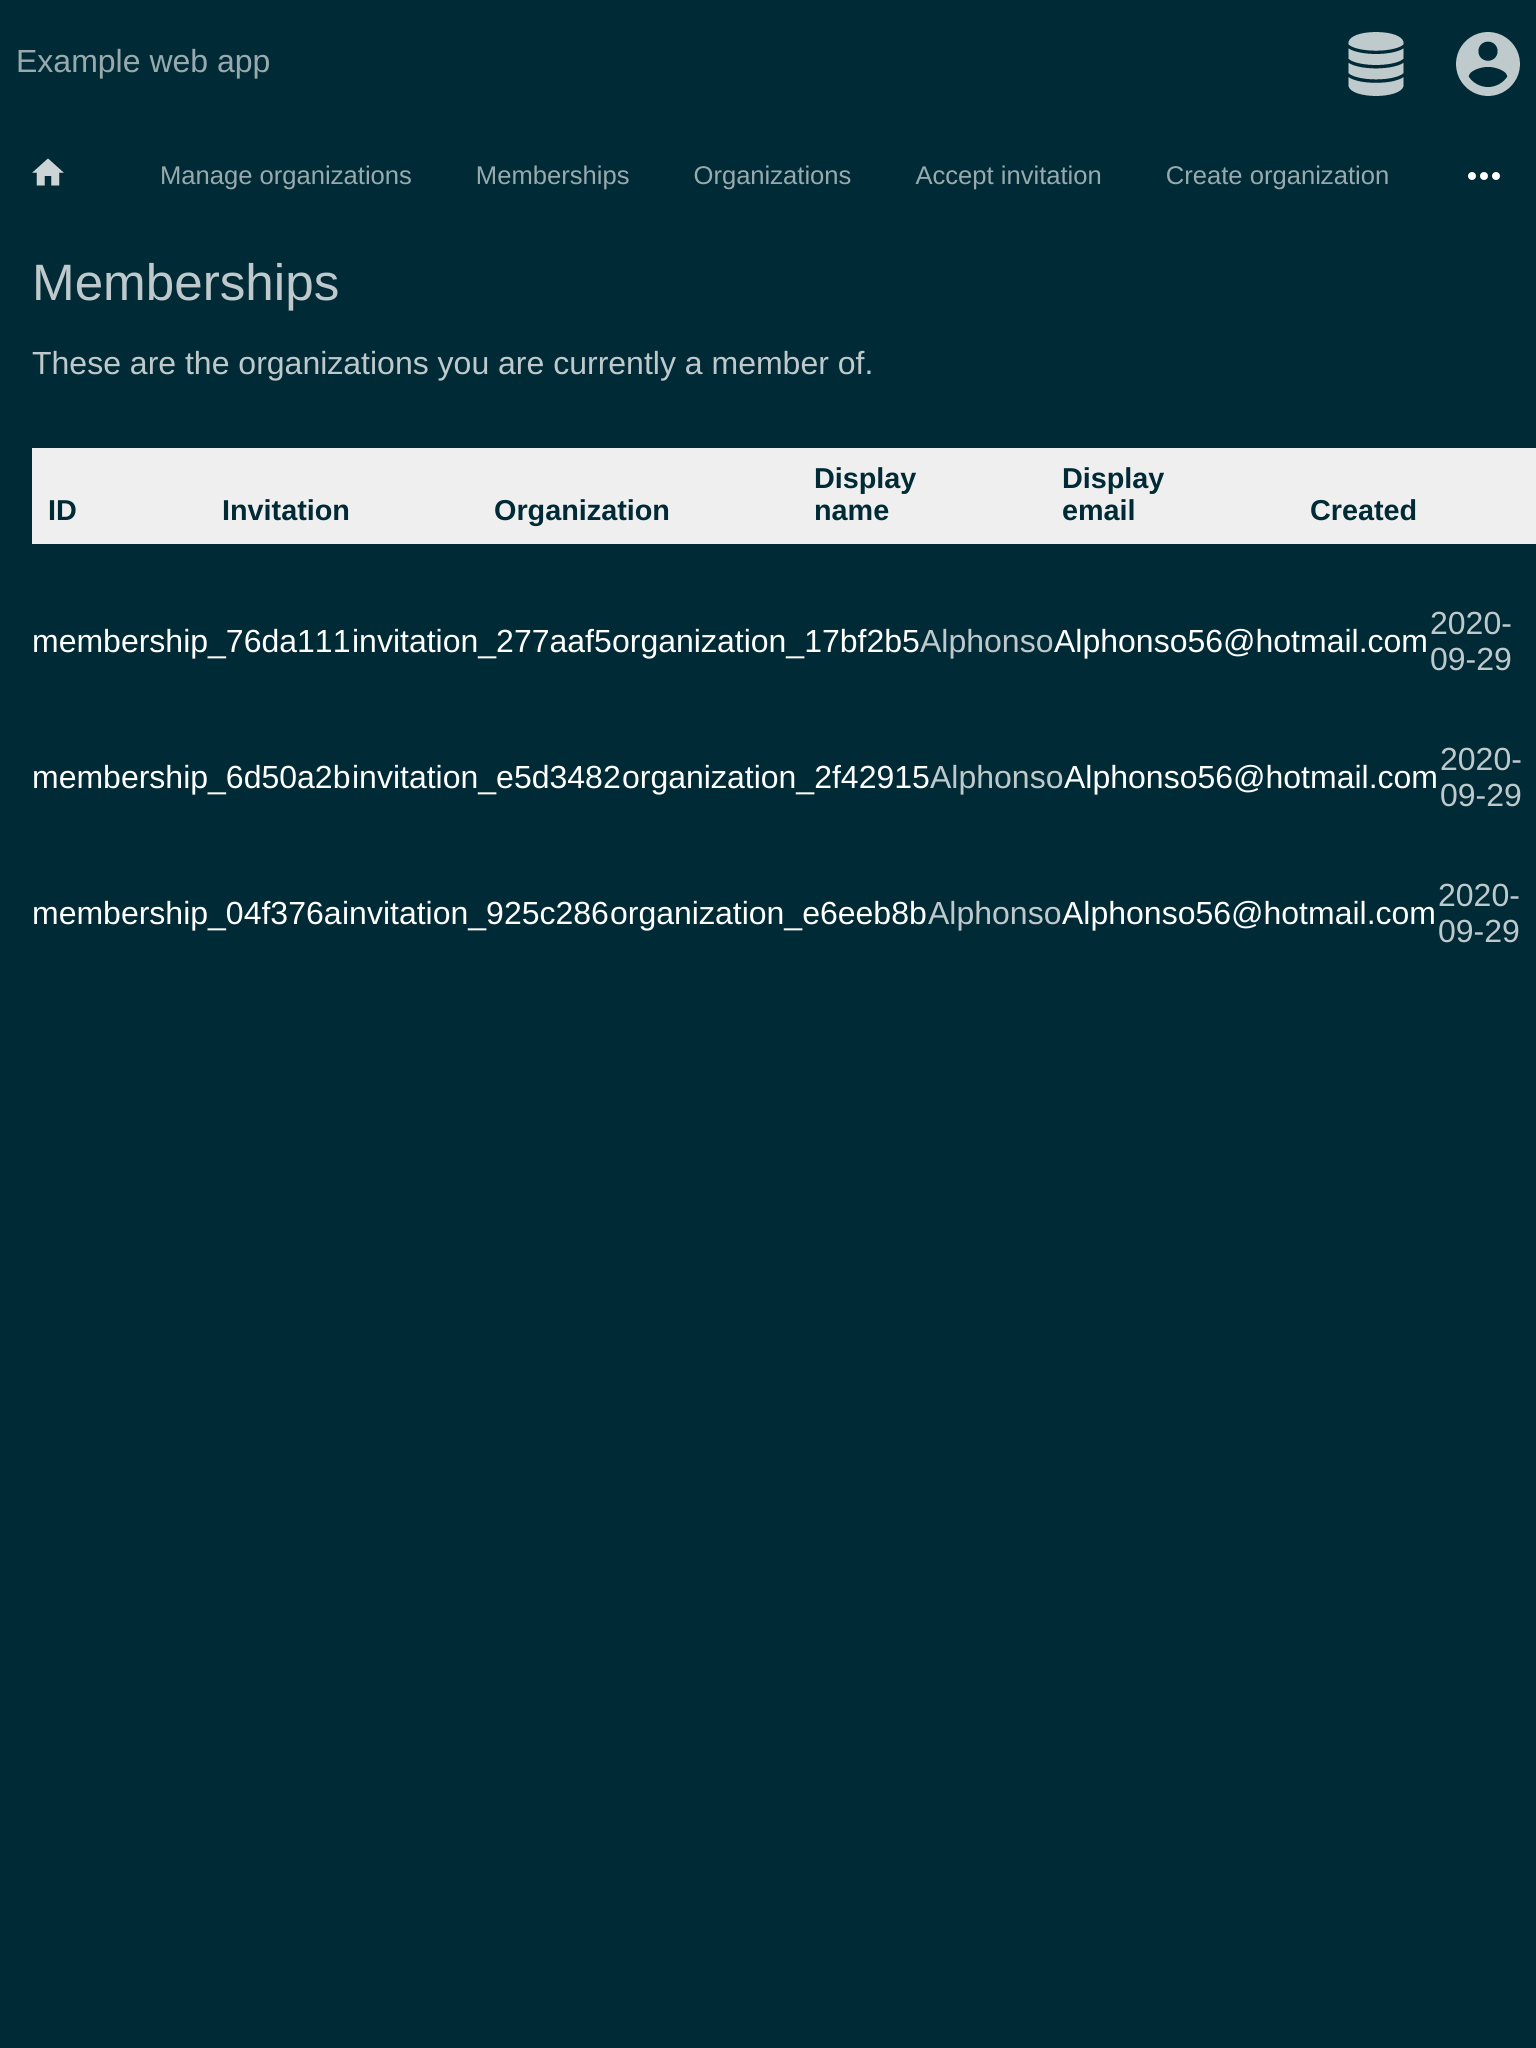 Example web app
Manage organizations Memberships Organizations Accept invitation Create organization
Memberships
These are the organizations you are currently a member of.
ID Invitation Organization Display name Display email Created
membership_76da111 invitation_277aaf5 organization_17bf2b5 Alphonso Alphonso56@hotmail.com 2020-09-29
membership_6d50a2b invitation_e5d3482 organization_2f42915 Alphonso Alphonso56@hotmail.com 2020-09-29
membership_04f376a invitation_925c286 organization_e6eeb8b Alphonso Alphonso56@hotmail.com 2020-09-29